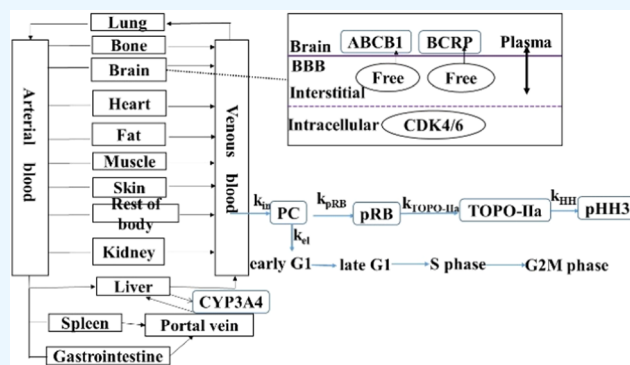 Lung
Bone
Brain
Heart
Fat
Muscle
Skin
Rest of
body
Kidney
Liver
CYP3A4
Spleen
Portal vein
Gastrointestine
Arterial blood
Venous blood
Brain
ABCB1
BCRP
Plasma
BBB
Free
Free
Interstitial
Intracellular
CDK4/6
kin
PC
kpRB
pRB
kTOPO-IIa
TOPO-IIa
kHH
pHH3
kel
early G1
late G1
S phase
G2M phase